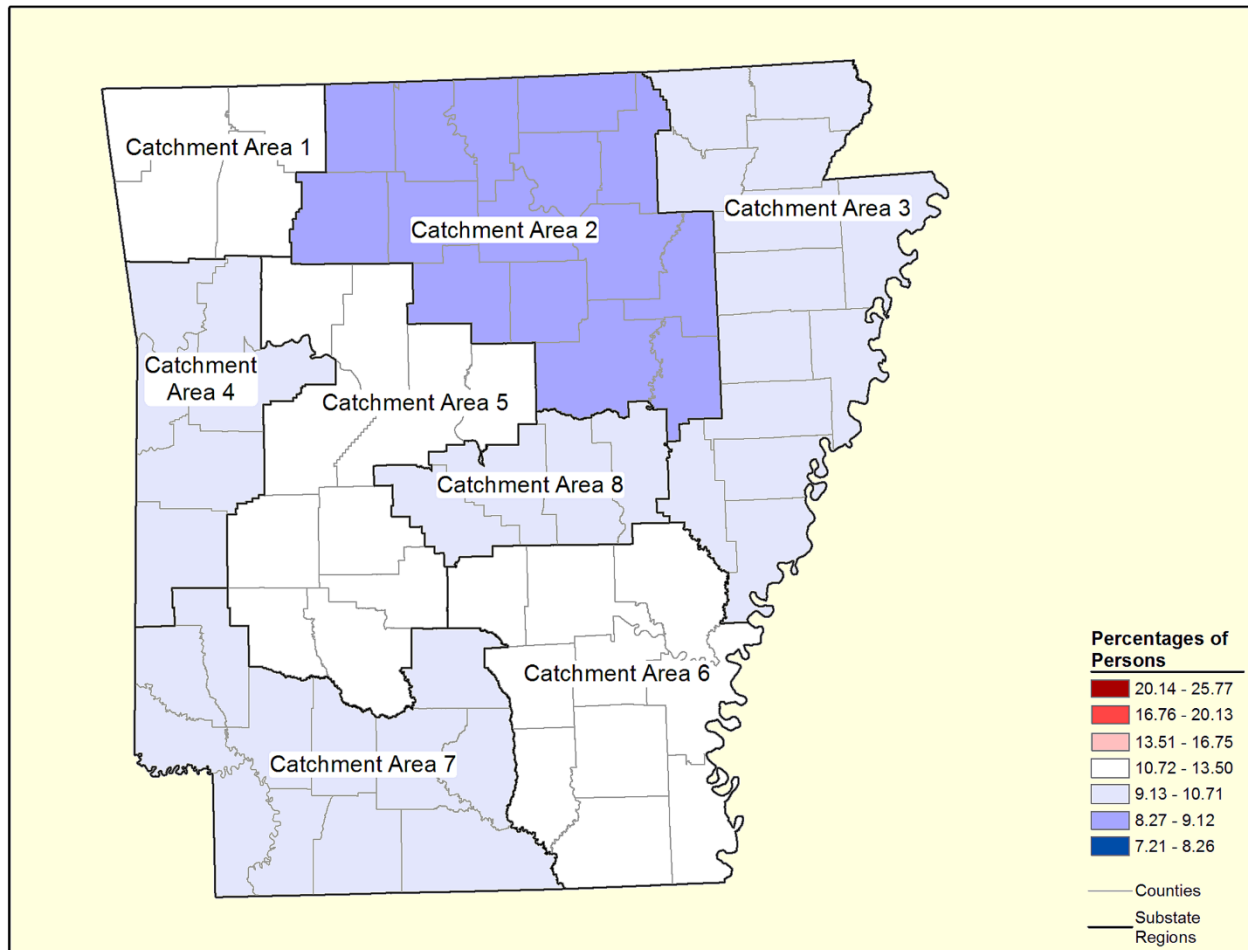 Catchment Area 1
Catchment Area 2
Catchment Area 3
Catchment
Area 4
Catchment Area 5
Catchment Area 8
Catchment Area 6
Catchment Area 7
Percentages of
Persons
20.14 - 25.77
16.76 - 20.13
13.51 - 16.75
10.72 - 13.50
9.13 - 10.71
8.27 - 9.12
7.21 - 8.26
Counties
Substate
Regions